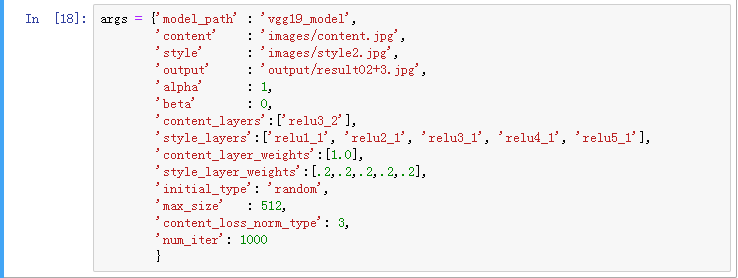 In [18]: args = {'model_path' : 'vgg19_model',
'content' : 'images/content.jpg',
'style' : 'images/style2.jpg',
'output' : 'output/result02+3.jpg',
'alpha' : 1,
'beta' : 0,
'content_layers':['relu3_2'],
'style_layers':['relu1_1', 'relu2_1', 'relu3_1', 'relu4_1', 'relu5_1'],
'content_layer_weights':[1.0],
'style_layer_weights':[.2,.2,.2,.2,.2],
'initial_type': 'random',
'max_size' : 512,
'content_loss_norm_type': 3,
'num_iter': 1000
}